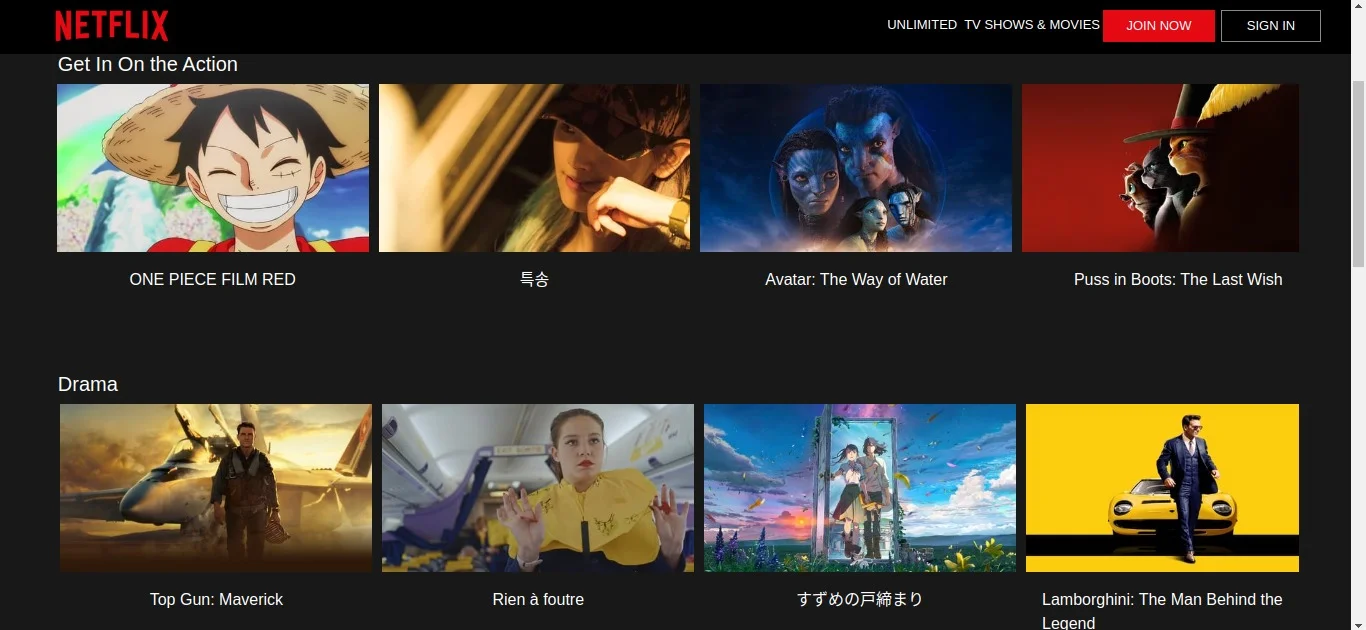 NETFLIX
UNLIMITED TV SHOWS & MOVIES JOIN NOW SIGN IN
Get In On the Action
ONE PIECE FILM RED
특송
Avatar: The Way of Water
Puss in Boots: The Last Wish
Drama
Top Gun: Maverick
Rien à foutre
すずめの戸締まり
Lamborghini: The Man Behind the
Legend